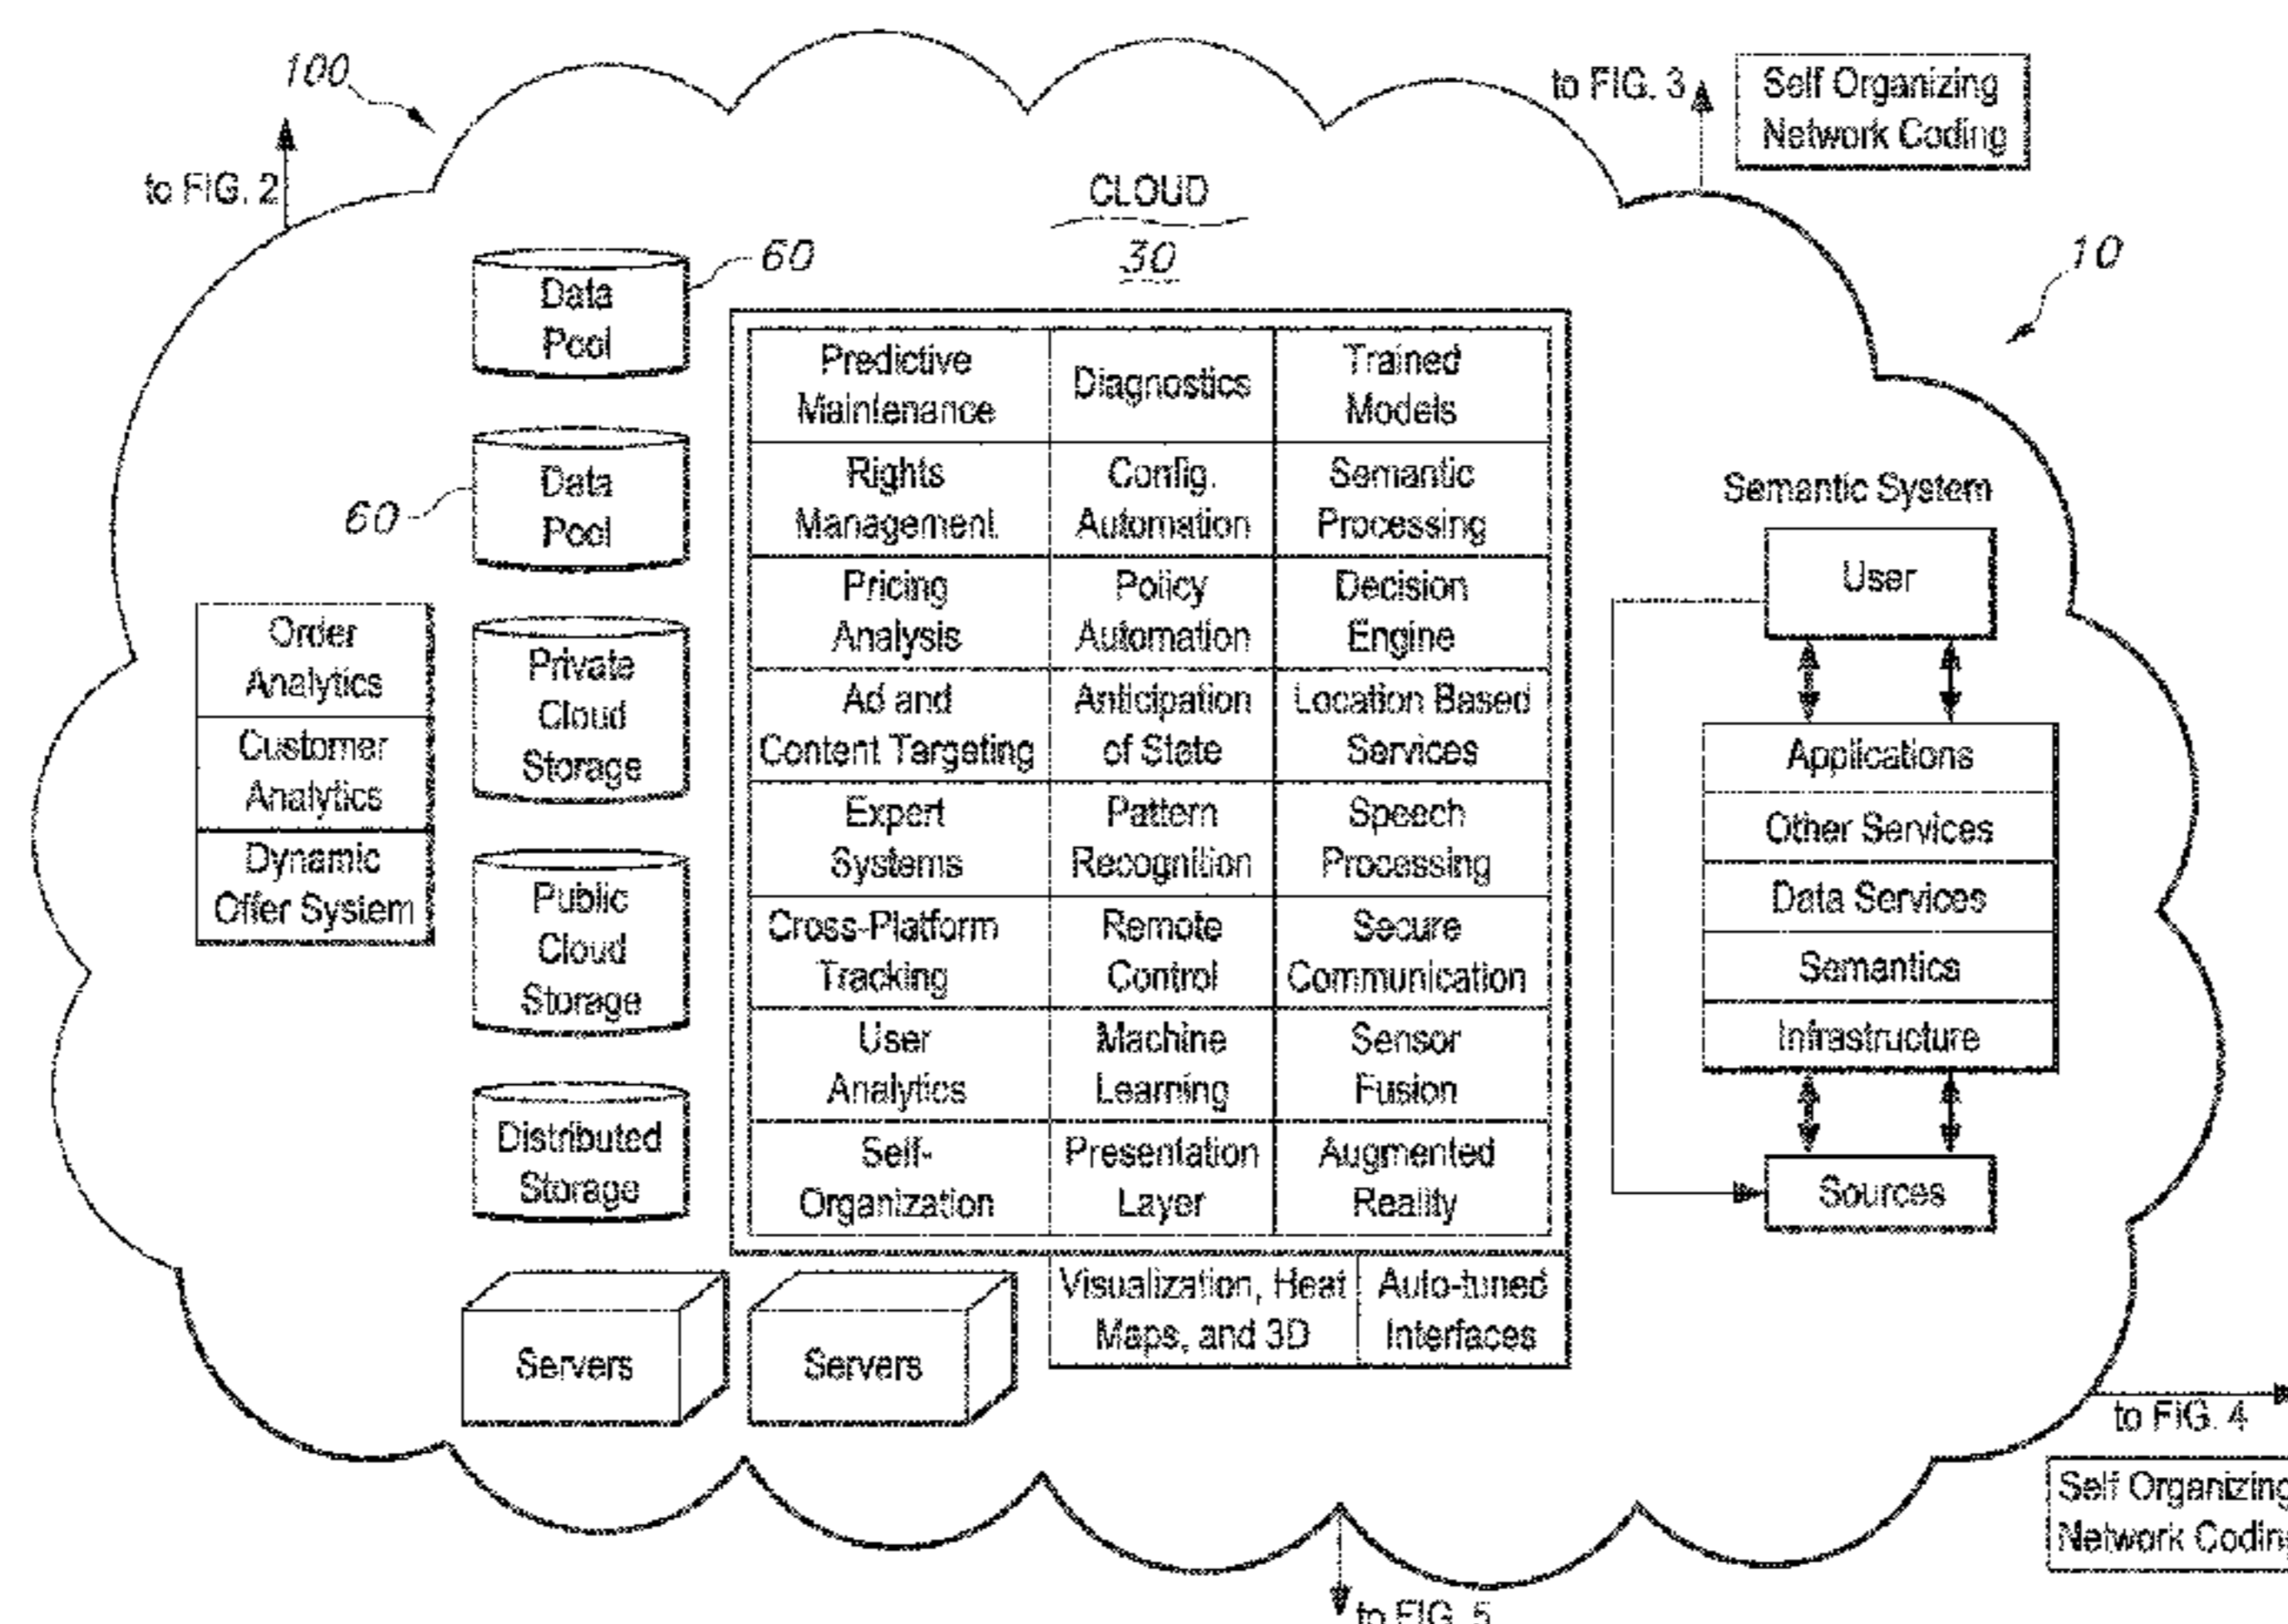 100
to FIG. 2
to FIG. 3
Self Organizing
Network Coding
CLOUD
30
10
60
Data
Pool
60
Data
Pool
Private
Cloud
Storage
Public
Cloud
Storage
Distributed
Storage
Order
Analytics
Customer
Analytics
Dynamic
Offer System
Predictive
Maintenance
Diagnostics
Trained
Models
Rights
Management
Config.
Automation
Semantic
Processing
Pricing
Analysis
Policy
Automation
Decision
Engine
Ad and
Content Targeting
Anticipation
of State
Location Based
Services
Expert
Systems
Pattern
Recognition
Speech
Processing
Cross-Platform
Tracking
Remote
Control
Secure
Communication
User
Analytics
Machine
Learning
Sensor
Fusion
Self-
Organization
Presentation
Layer
Augmented
Reality
Visualization, Heat
Maps, and 3D
Auto-tuned
Interfaces
Servers
Servers
Semantic System
User
Applications
Other Services
Data Services
Semantics
Infrastructure
Sources
to FIG. 4
Self Organizing
Network Coding
to FIG. 5